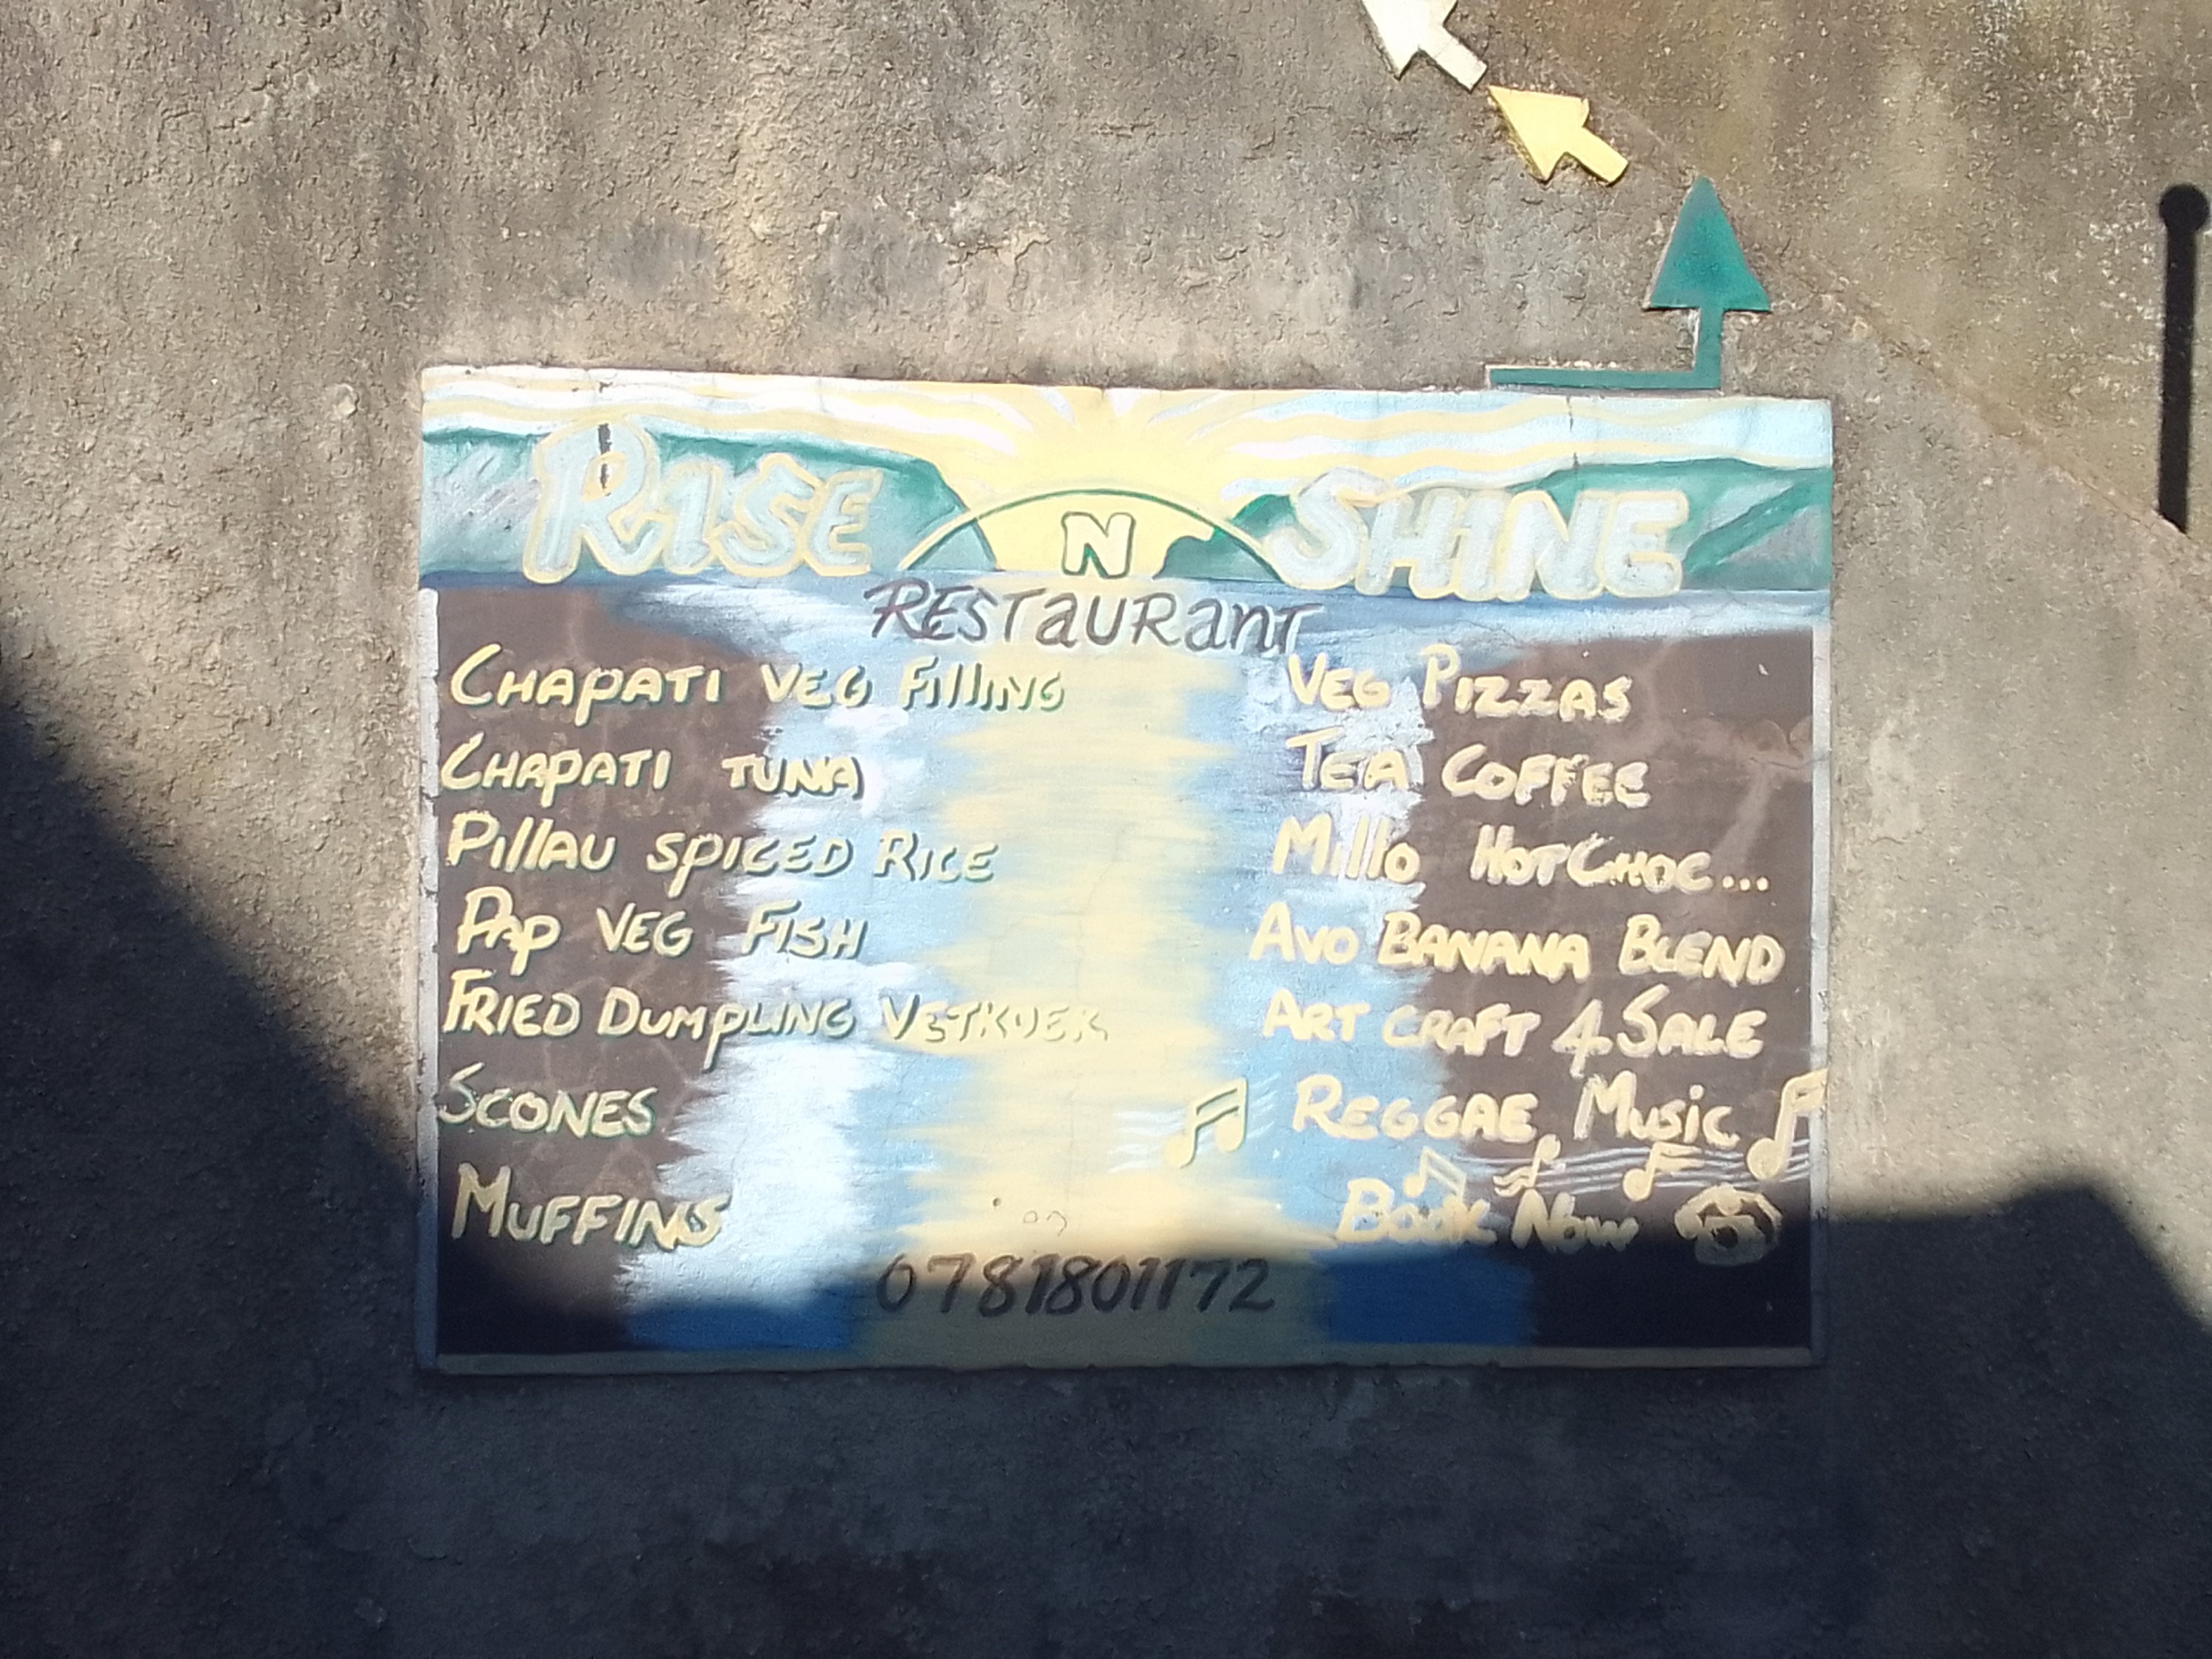 RISE N SHINE
RESTAURANT
CHAPATI VEG FILLING
CHAPATI TUNA
PILLAU SPICED RICE
PAP VEG FISH
FRIED DUMPLING VETKOEK
SCONES
MUFFINS
VEG PIZZAS
TEA COFFEE
MILLO HOTCHOC...
AVO BANANA BLEND
ART CRAFT 4 SALE
REGGAE MUSIC
BOOK NOW
0781801172